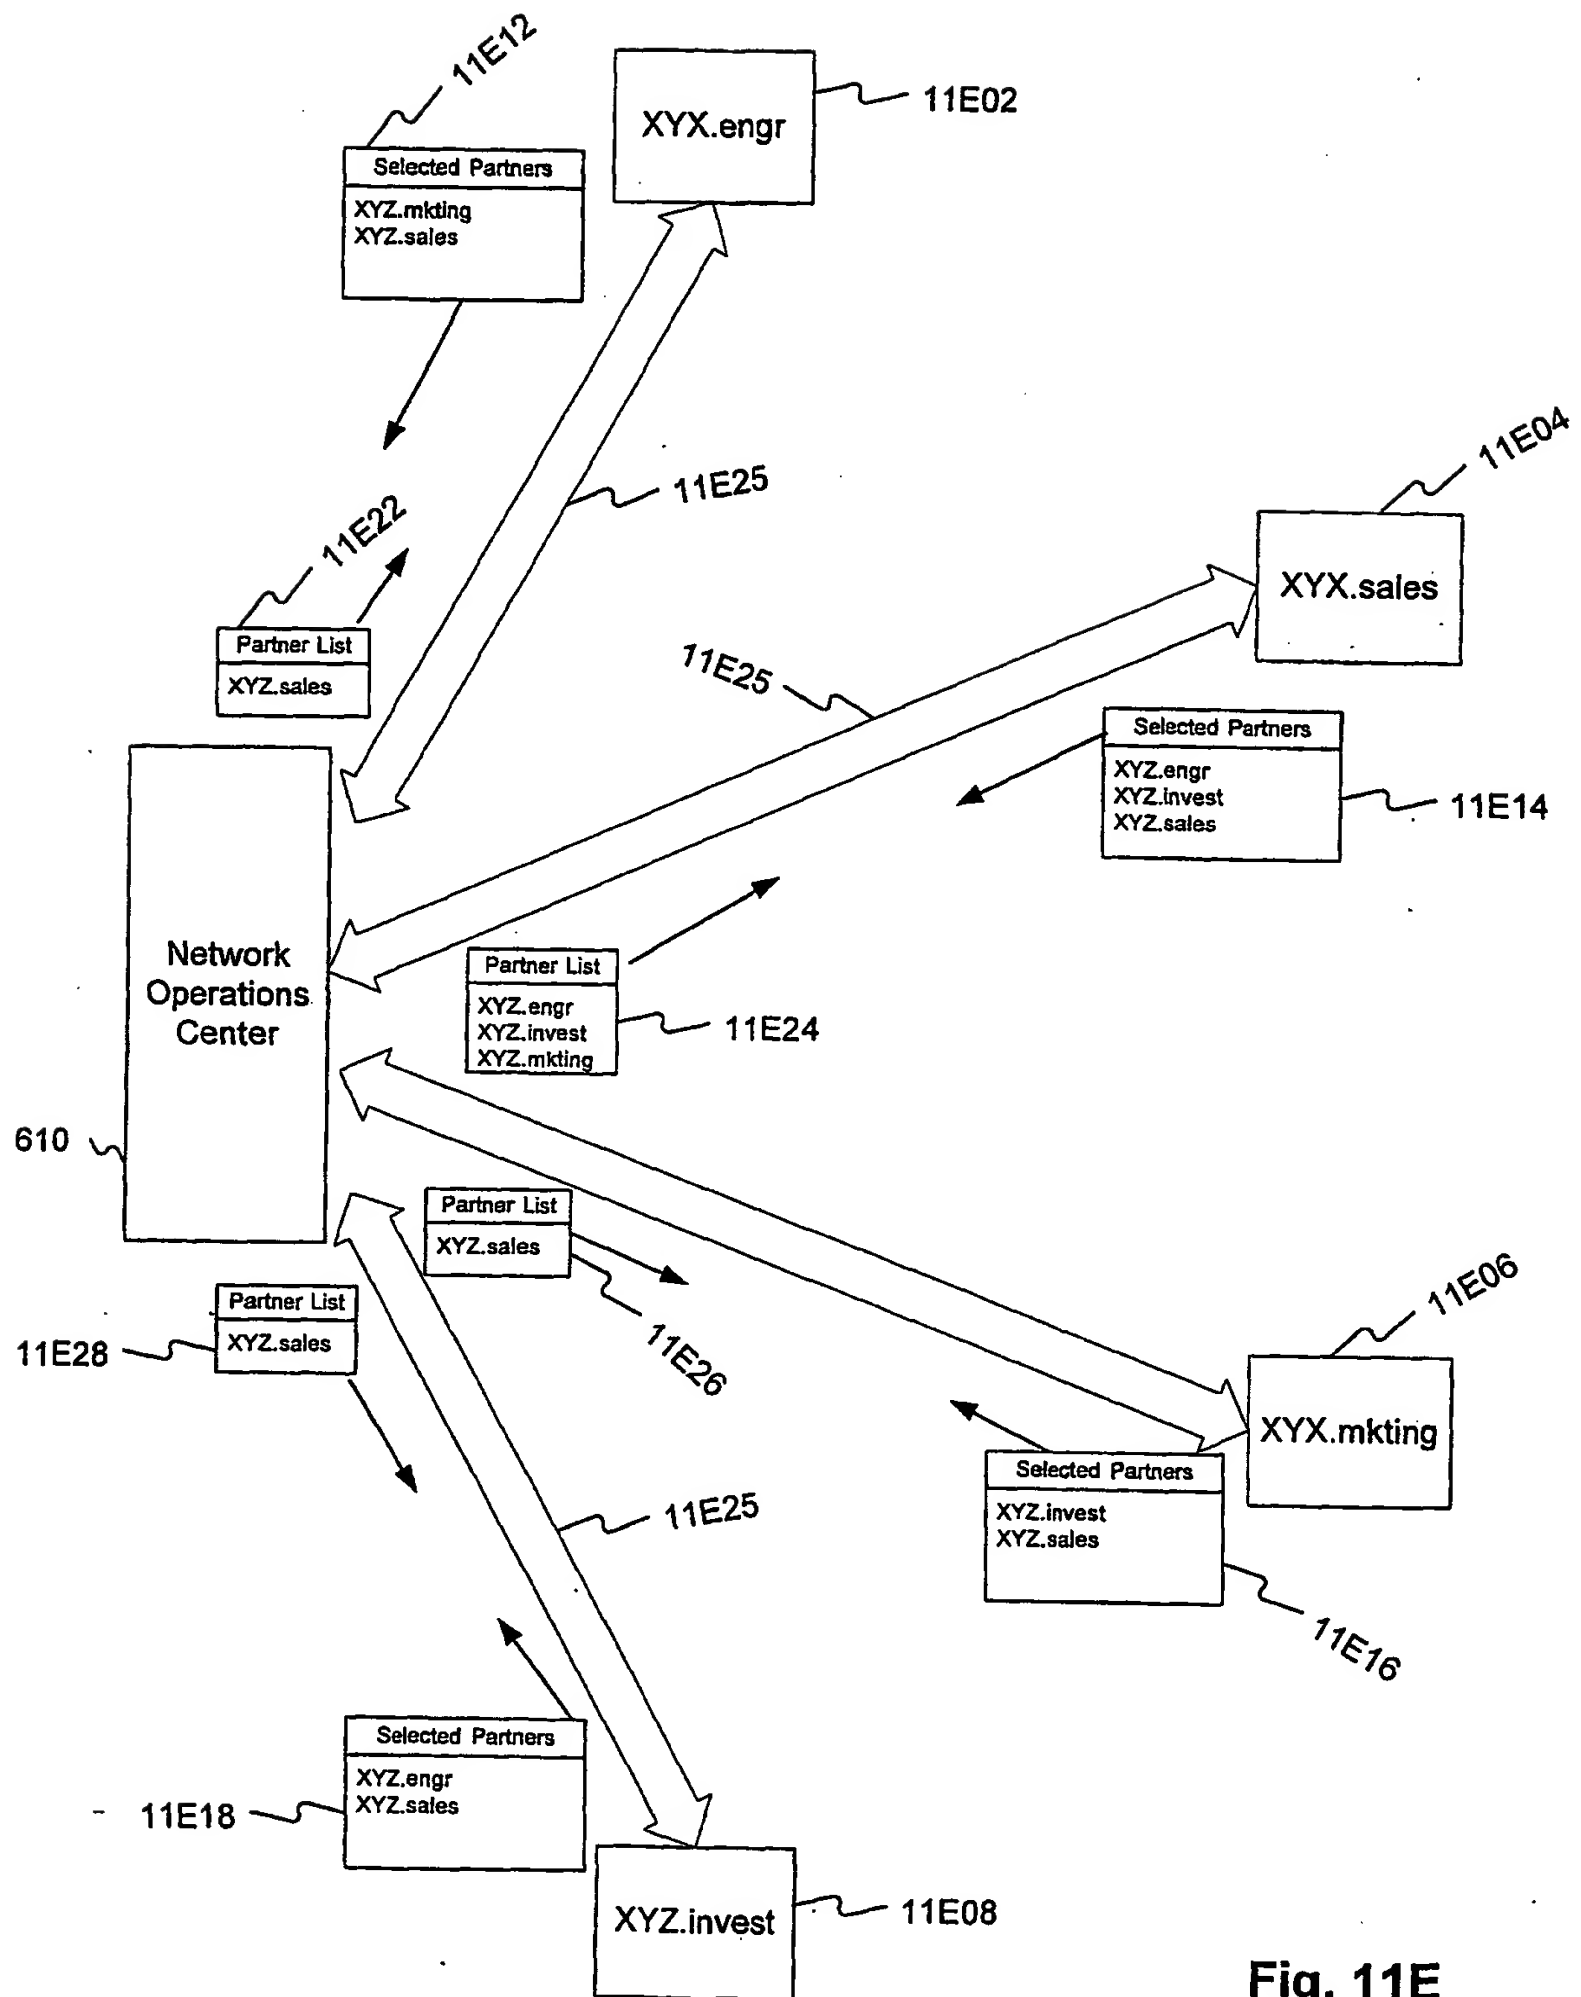 11E12
XYX.engr
11E02
Selected Partners
XYZ.mkting
XYZ.sales
11E25
11E04
11E22
XYX.sales
Partner List
XYZ.sales
11E25
Selected Partners
XYZ.engr
XYZ.invest
XYZ.sales
11E14
Network
Operations
Center
Partner List
XYZ.engr
XYZ.invest
XYZ.mkting
11E24
610
Partner List
XYZ.sales
11E26
11E06
Partner List
XYZ.sales
11E28
XYX.mkting
Selected Partners
XYZ.invest
XYZ.sales
11E16
11E25
Selected Partners
XYZ.engr
XYZ.sales
11E18
XYZ.invest
11E08
Fig. 11E